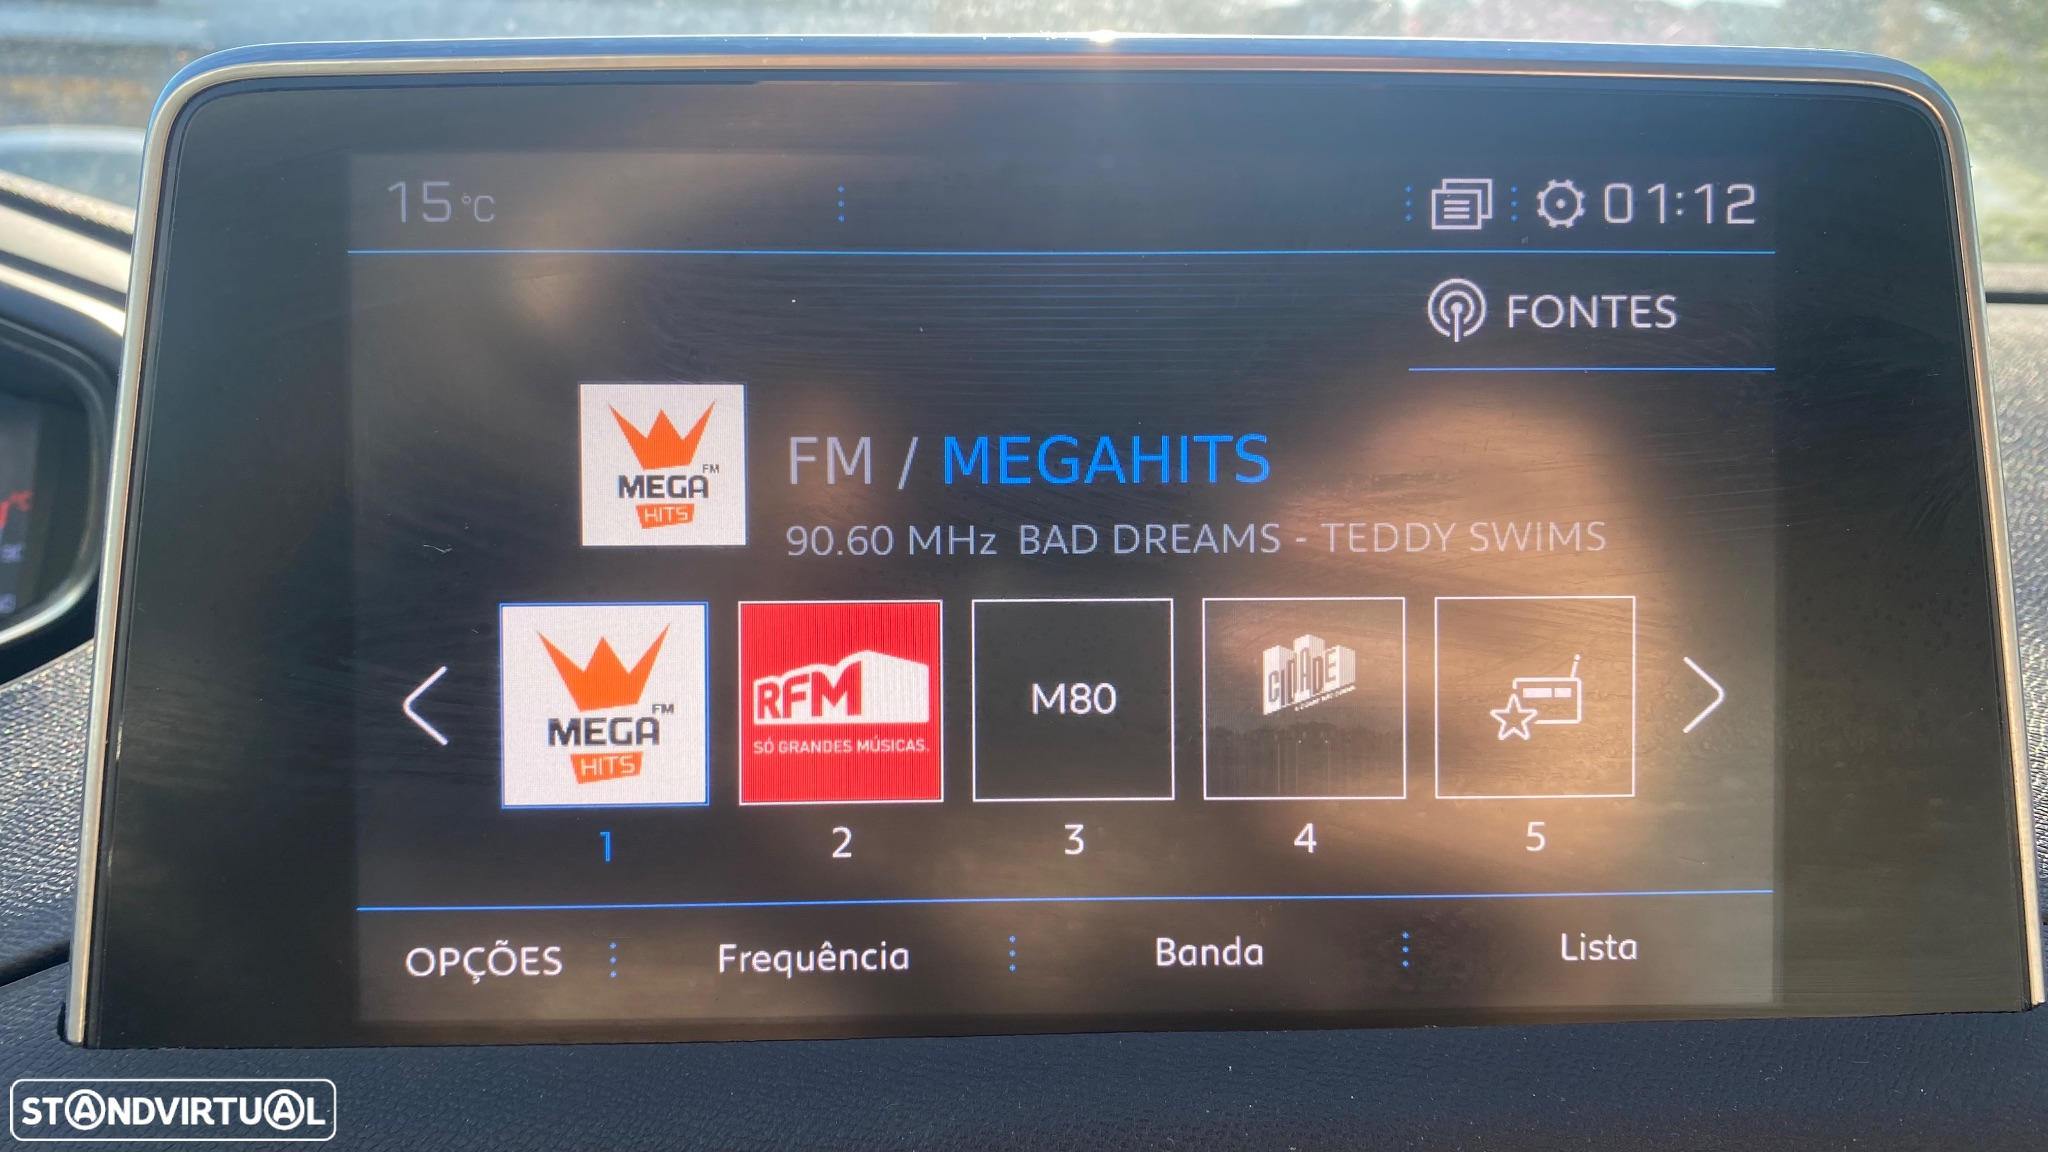 15 °C
01:12
FONTES
MEGA FM
HITS
FM / MEGAHITS
90.60 MHz BAD DREAMS - TEDDY SWIMS
MEGA FM
HITS
RFM
SÓ GRANDES MÚSICAS.
M80
CIDADE
1
2
3
4
5
OPÇÕES
Frequência
Banda
Lista
STANDVIRTUAL